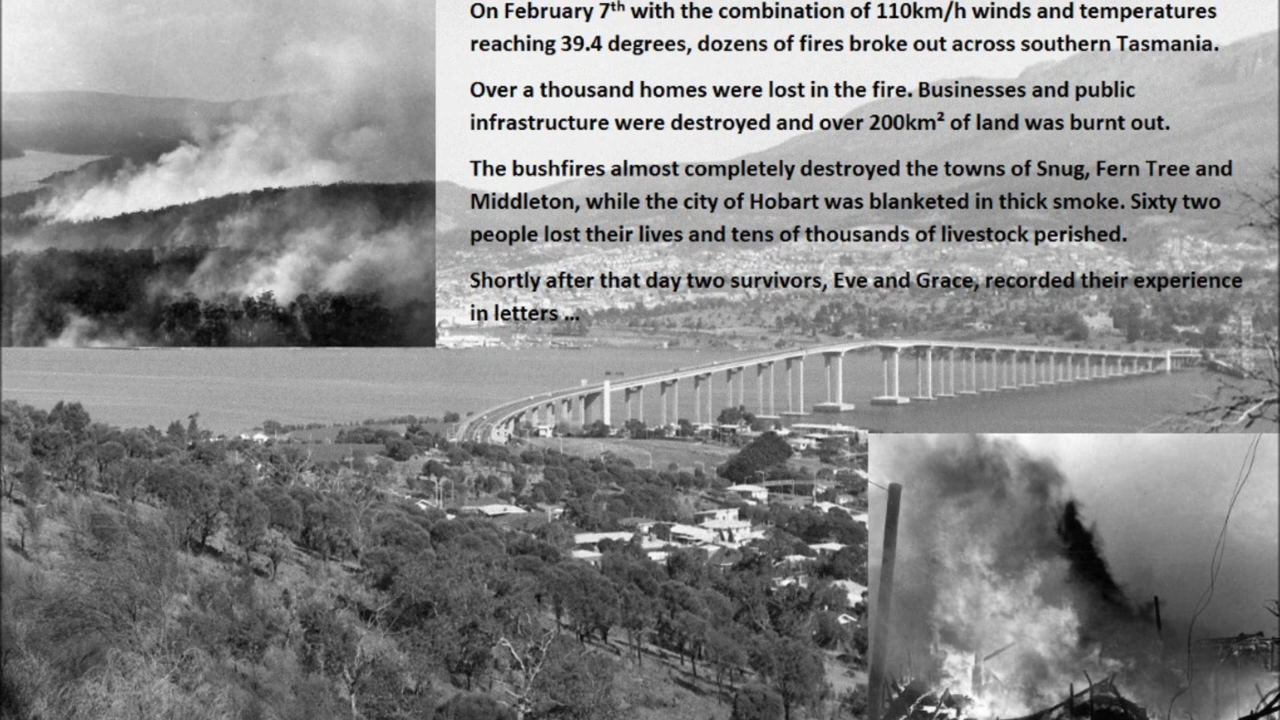 On February 7th with the combination of 110km/h winds and temperatures
reaching 39.4 degrees, dozens of fires broke out across southern Tasmania.
Over a thousand homes were lost in the fire. Businesses and public
infrastructure were destroyed and over 200km² of land was burnt out.
The bushfires almost completely destroyed the towns of Snug, Fern Tree and
Middleton, while the city of Hobart was blanketed in thick smoke. Sixty two
people lost their lives and tens of thousands of livestock perished.
Shortly after that day two survivors, Eve and Grace, recorded their experience
in letters ...